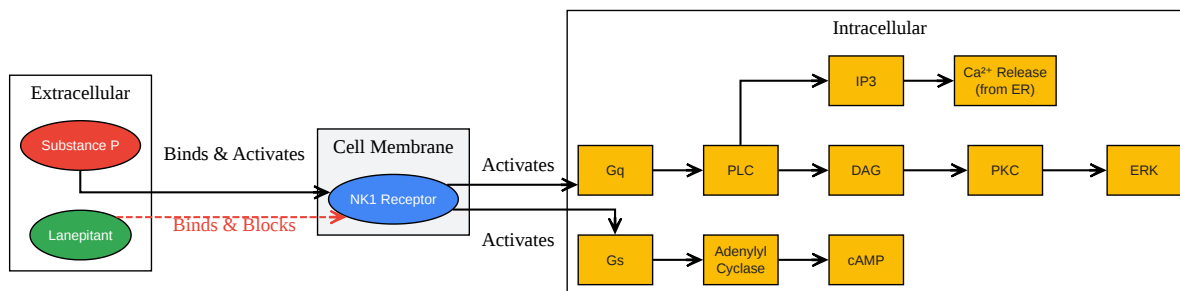 Extracellular
Substance P
Lanepitant
Binds & Activates
Binds & Blocks
Cell Membrane
NK1 Receptor
Activates
Activates
Intracellular
IP3
Ca²⁺ Release
(from ER)
Gq
PLC
DAG
PKC
ERK
Gs
Adenylyl
Cyclase
cAMP